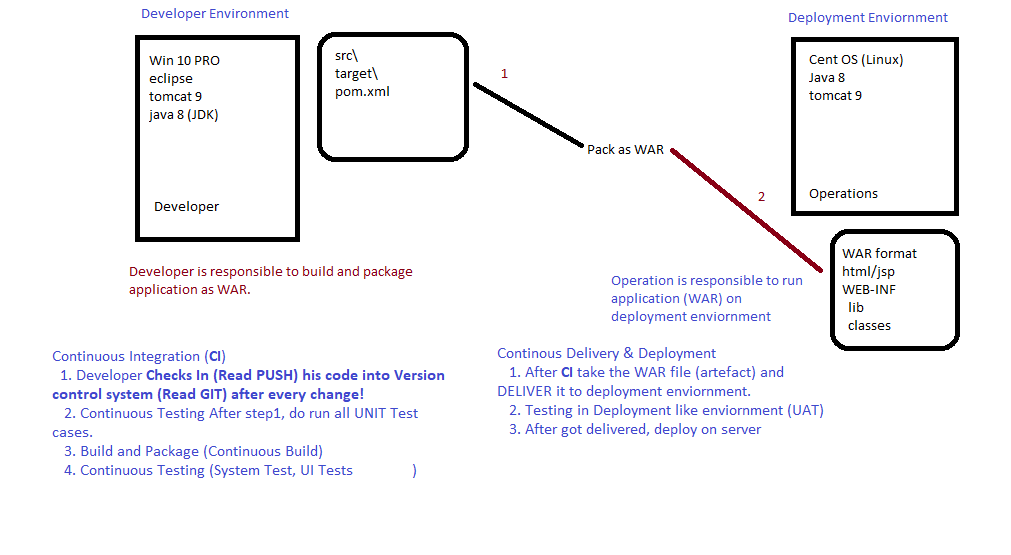 Developer Environment
Win 10 PRO
eclipse
tomcat 9
java 8 (JDK)
Developer
src\
target\
pom.xml
1
Pack as WAR
2
Deployment Enviornment
Cent OS (Linux)
Java 8
tomcat 9
Operations
WAR format
html/jsp
WEB-INF
lib
classes
Developer is responsible to build and package
application as WAR.
Operation is responsible to run
application (WAR) on
deployment enviornment
Continuous Integration (CI)
1. Developer Checks In (Read PUSH) his code into Version
control system (Read GIT) after every change!
2. Continuous Testing After step1, do run all UNIT Test
cases.
3. Build and Package (Continuous Build)
4. Continuous Testing (System Test, UI Tests )
Continous Delivery & Deployment
1. After CI take the WAR file (artefact) and
DELIVER it to deployment enviornment.
2. Testing in Deployment like enviornment (UAT)
3. After got delivered, deploy on server